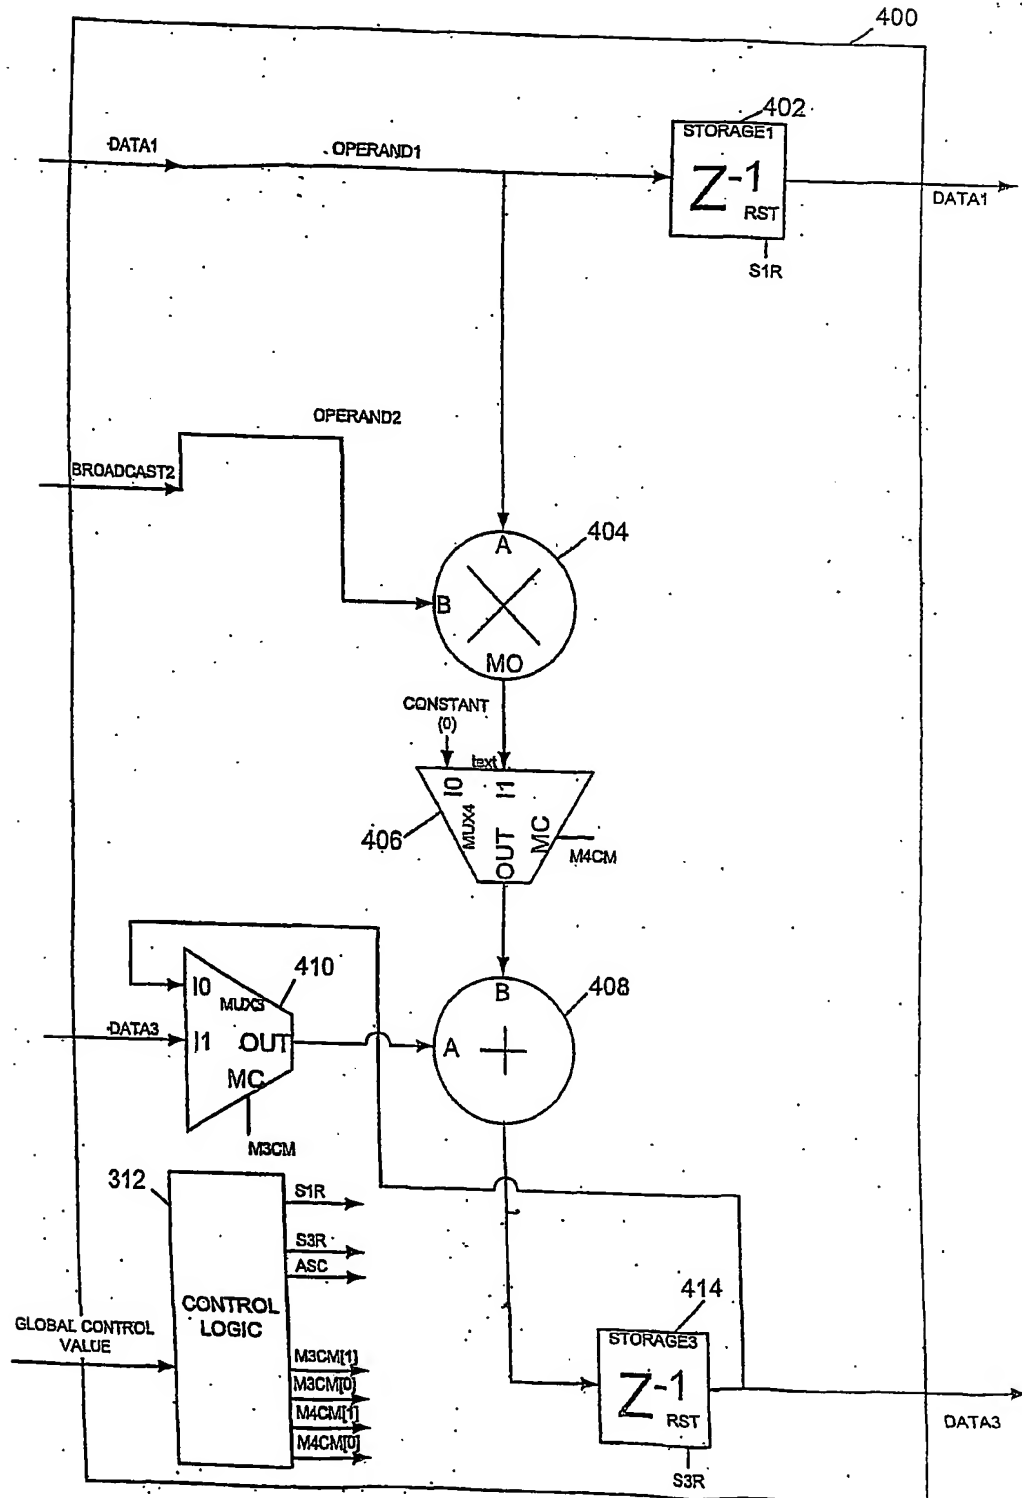 400
402
STORAGE1
DATA1
OPERAND1
Z-1
RST
DATA1
S1R
OPERAND2
BROADCAST2
404
A
B
MO
CONSTANT
(0)
text
I0
I1
MUX4
OUT
MC
406
M4CM
410
I0
MUX3
408
B
DATA3
I1
OUT
A
MC
M3CM
312
S1R
S3R
ASC
414
CONTROL
LOGIC
GLOBAL CONTROL
VALUE
STORAGE3
M3CM[1]
M3CM[0]
M4CM[1]
M4CM[0]
Z-1
RST
DATA3
S3R